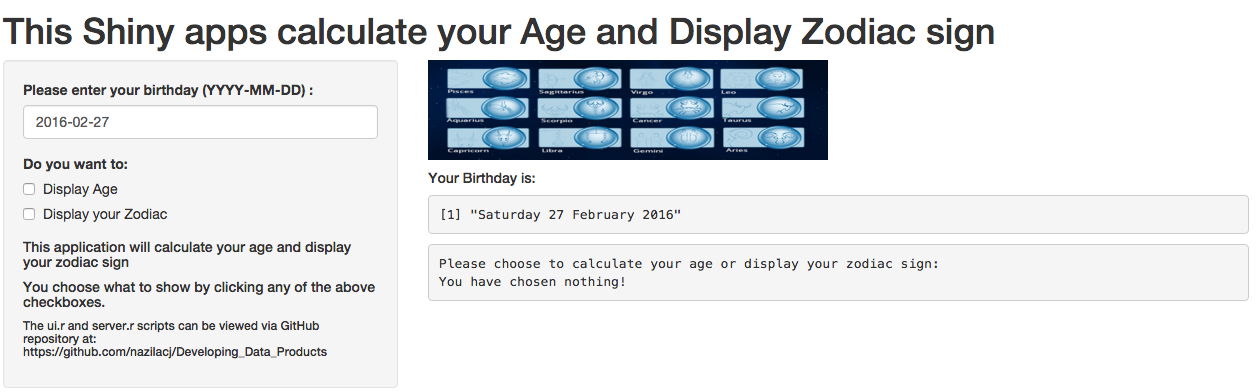 This Shiny apps calculate your Age and Display Zodiac sign
Please enter your birthday (YYYY-MM-DD) :
2016-02-27
Do you want to:
Display Age
Display your Zodiac
This application will calculate your age and display
your zodiac sign
You choose what to show by clicking any of the above
checkboxes.
The ui.r and server.r scripts can be viewed via GitHub
repository at:
https://github.com/nazilacj/Developing_Data_Products
Pisces Sagittarius Virgo Leo
Aquarius Scorpio Cancer Taurus
Capricorn Libra Gemini Aries
Your Birthday is:
[1] "Saturday 27 February 2016"
Please choose to calculate your age or display your zodiac sign:
You have chosen nothing!